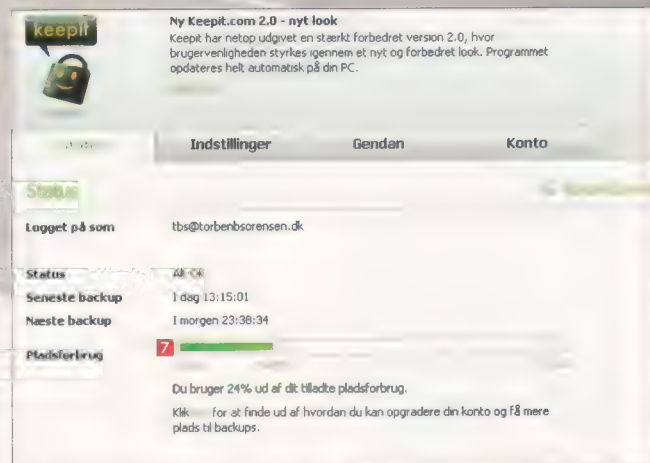 keepit
Ny Keepit.com 2.0 - nyt look
Keepit har netop udgivet en stærkt forbedret version 2.0, hvor
brugervenligheden styrkes igennem et nyt og forbedret look. Programmet
opdateres helt automatisk på din PC.
Indstillinger Gendan Konto
Status
Logget på som tbs@torbenbsorensen.dk
Status Alt OK
Seneste backup I dag 13:15:01
Næste backup I morgen 23:38:34
Pladsforbrug 7
Du bruger 24% ud af dit tilladte pladsforbrug.
Klik for at finde ud af hvordan du kan opgradere din konto og få mere
plads til backups.